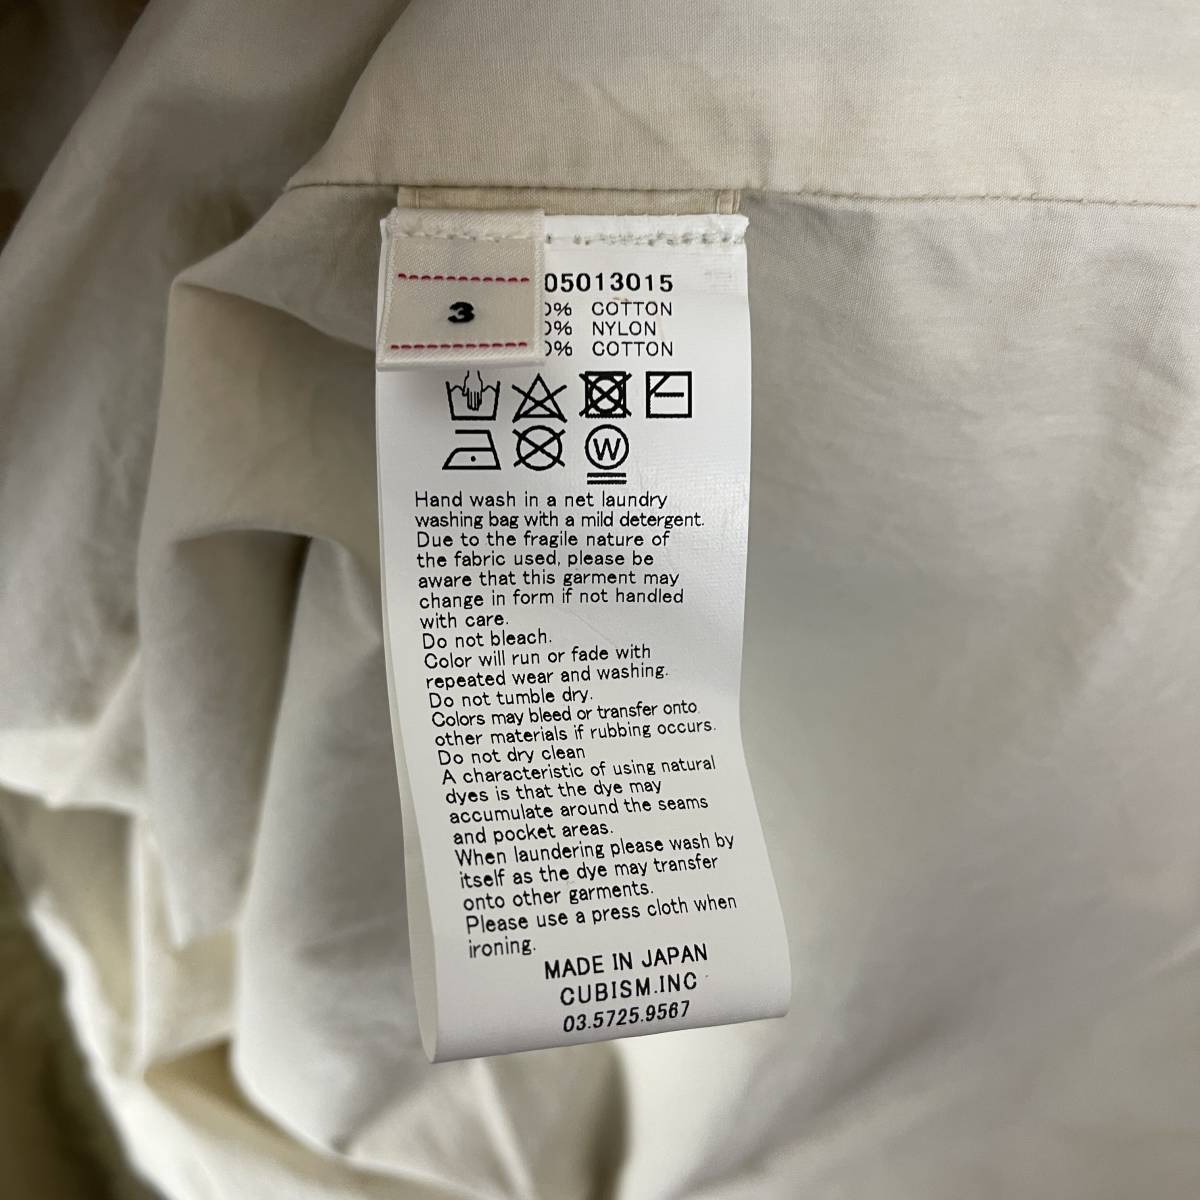 3
05013015
0% COTTON
0% NYLON
0% COTTON
W
Hand wash in a net laundry
washing bag with a mild detergent.
Due to the fragile nature of
the fabric used, please be
aware that this garment may
change in form if not handled
with care.
Do not bleach.
Color will run or fade with
repeated wear and washing.
Do not tumble dry.
Colors may bleed or transfer onto
other materials if rubbing occurs.
Do not dry clean
A characteristic of using natural
dyes is that the dye may
accumulate around the seams
and pocket areas.
When laundering please wash by
itself as the dye may transfer
onto other garments.
Please use a press cloth when
ironing.
MADE IN JAPAN
CUBISM.INC
03.5725.9567